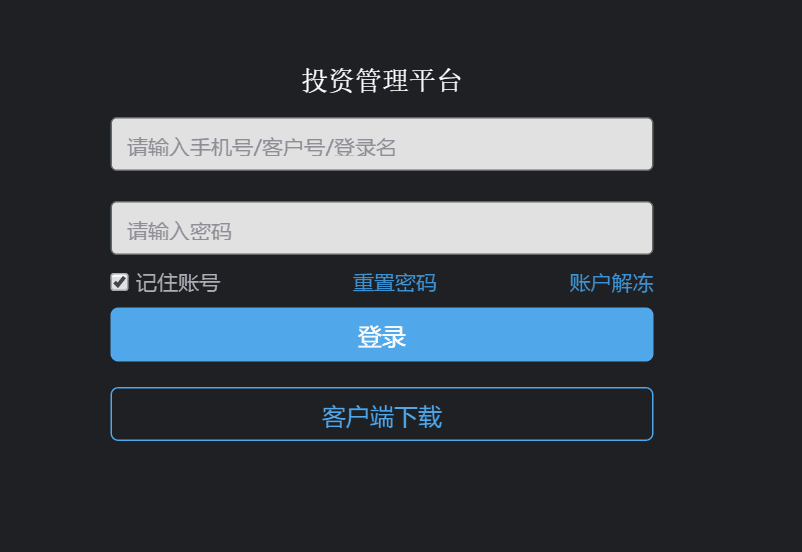 投资管理平台
请输入手机号/客户号/登录名
请输入密码
记住账号 重置密码 账户解冻
登录
客户端下载